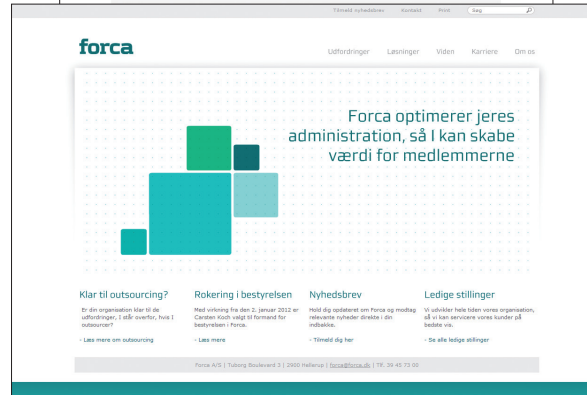 Tilmeld nyhedsbrev Kontakt Print Søg
forca
Udfordringer Løsninger Viden Karriere Om os
Forca optimerer jeres
administration, så I kan skabe
værdi for medlemmerne
Klar til outsourcing?
Er din organisation klar til de
udfordringer, I står overfor, hvis I
outsourcer?
- Læs mere om outsourcing
Rokering i bestyrelsen
Med virkning fra den 2. januar 2012 er
Carsten Koch valgt til formand for
bestyrelsen i Forca.
- Læs mere
Nyhedsbrev
Hold dig opdateret om Forca og modtag
relevante nyheder direkte i din
indbakke.
- Tilmeld dig her
Ledige stillinger
Vi udvikler hele tiden vores organisation,
så vi kan servicere vores kunder på
bedste vis.
- Se alle ledige stillinger
Forca A/S | Tuborg Boulevard 3 | 2900 Hellerup | forca@forca.dk | Tlf. 39 45 73 00